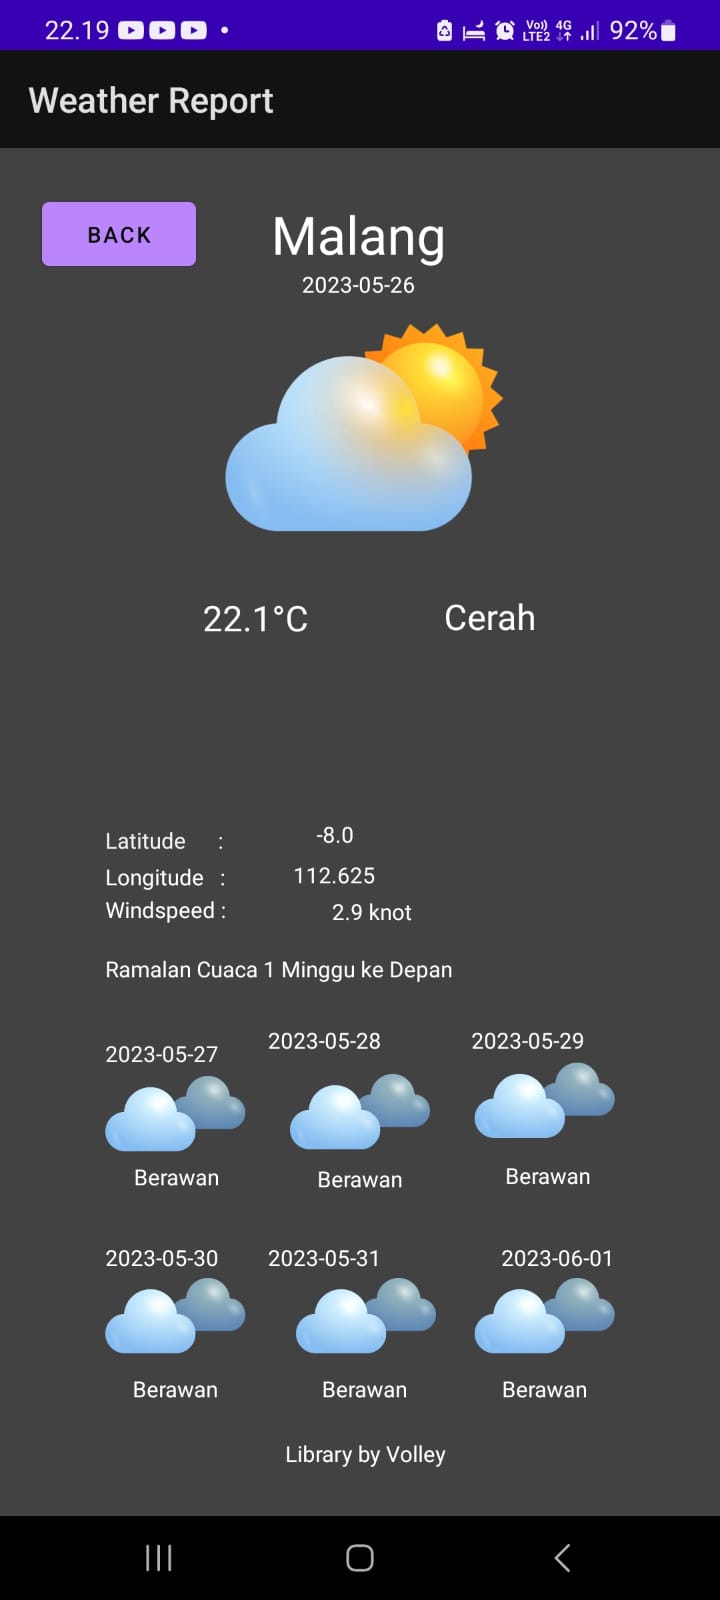 22.19 Vo)) LTE2 4G 92%
Weather Report
BACK
Malang
2023-05-26
22.1°C Cerah
Latitude : -8.0
Longitude : 112.625
Windspeed : 2.9 knot
Ramalan Cuaca 1 Minggu ke Depan
2023-05-27 2023-05-28 2023-05-29
Berawan Berawan Berawan
2023-05-30 2023-05-31 2023-06-01
Berawan Berawan Berawan
Library by Volley